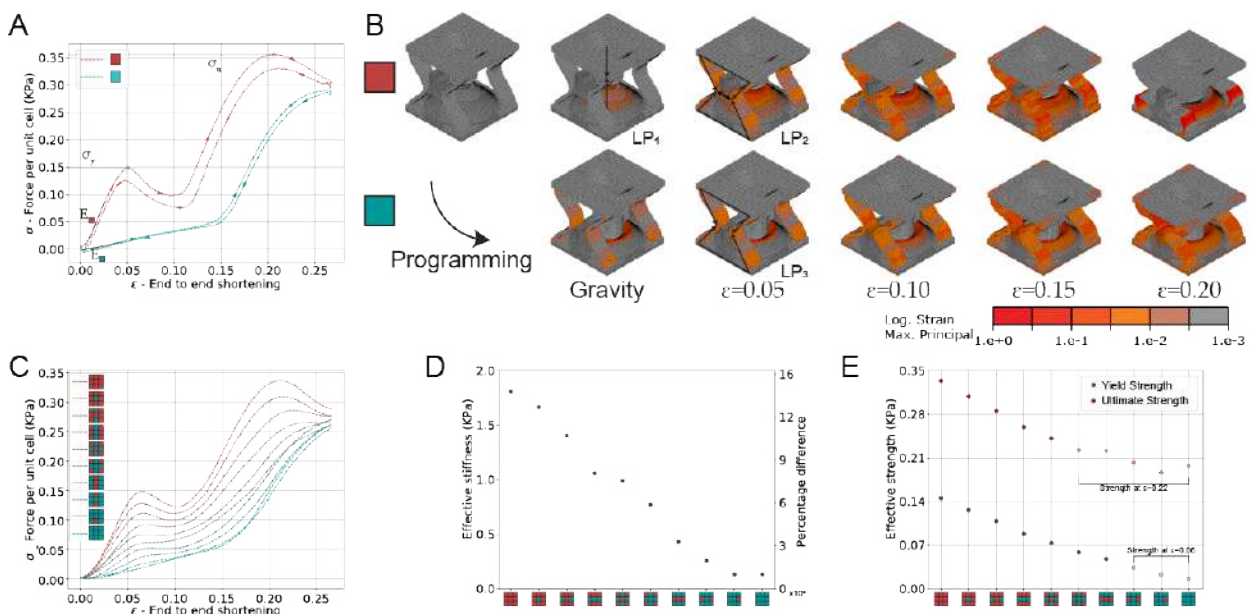 A
σ - Force per unit cell (KPa)
0.35
0.30
0.25
0.20
0.15
0.10
0.05
0.00
σu
σy
E
E
0.00 0.05 0.10 0.15 0.20 0.25
ε - End to end shortening
B
LP1
LP2
Programming
LP3
Gravity
ε=0.05
ε=0.10
ε=0.15
ε=0.20
Log. Strain
Max. Principal
1.e+0 1.e-1 1.e-2 1.e-3
C
σ Force per unit cell (KPa)
0.35
0.30
0.25
0.20
0.15
0.10
0.05
0.00
0.00 0.05 0.10 0.15 0.20 0.25
ε - End to end shortening
D
Effective stiffness (KPa)
2.0
1.5
1.0
0.5
0.0
Percentage difference
16
14
12
9
6
3
1
0
E
Effective strength (KPa)
0.35
0.28
0.21
0.14
0.07
0.00
Yield Strength
Ultimate Strength
Strength at ε=0.22
Strength at ε=0.06